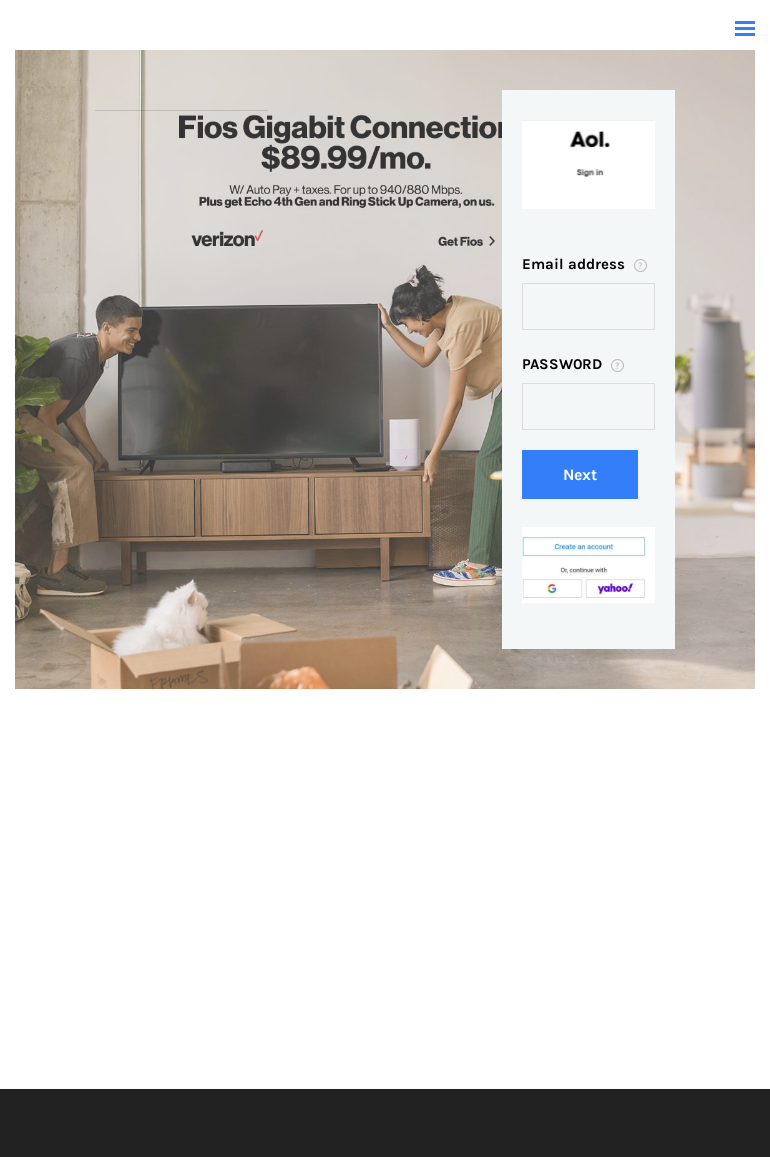 Fios Gigabit Connection
$89.99/mo.
W/ Auto Pay + taxes. For up to 940/880 Mbps.
Plus get Echo 4th Gen and Ring Stick Up Camera, on us.
verizon✓
Get Fios >
Aol.
Sign in
Email address ?
PASSWORD ?
Next
Create an account
Or, continue with
G yahoo!